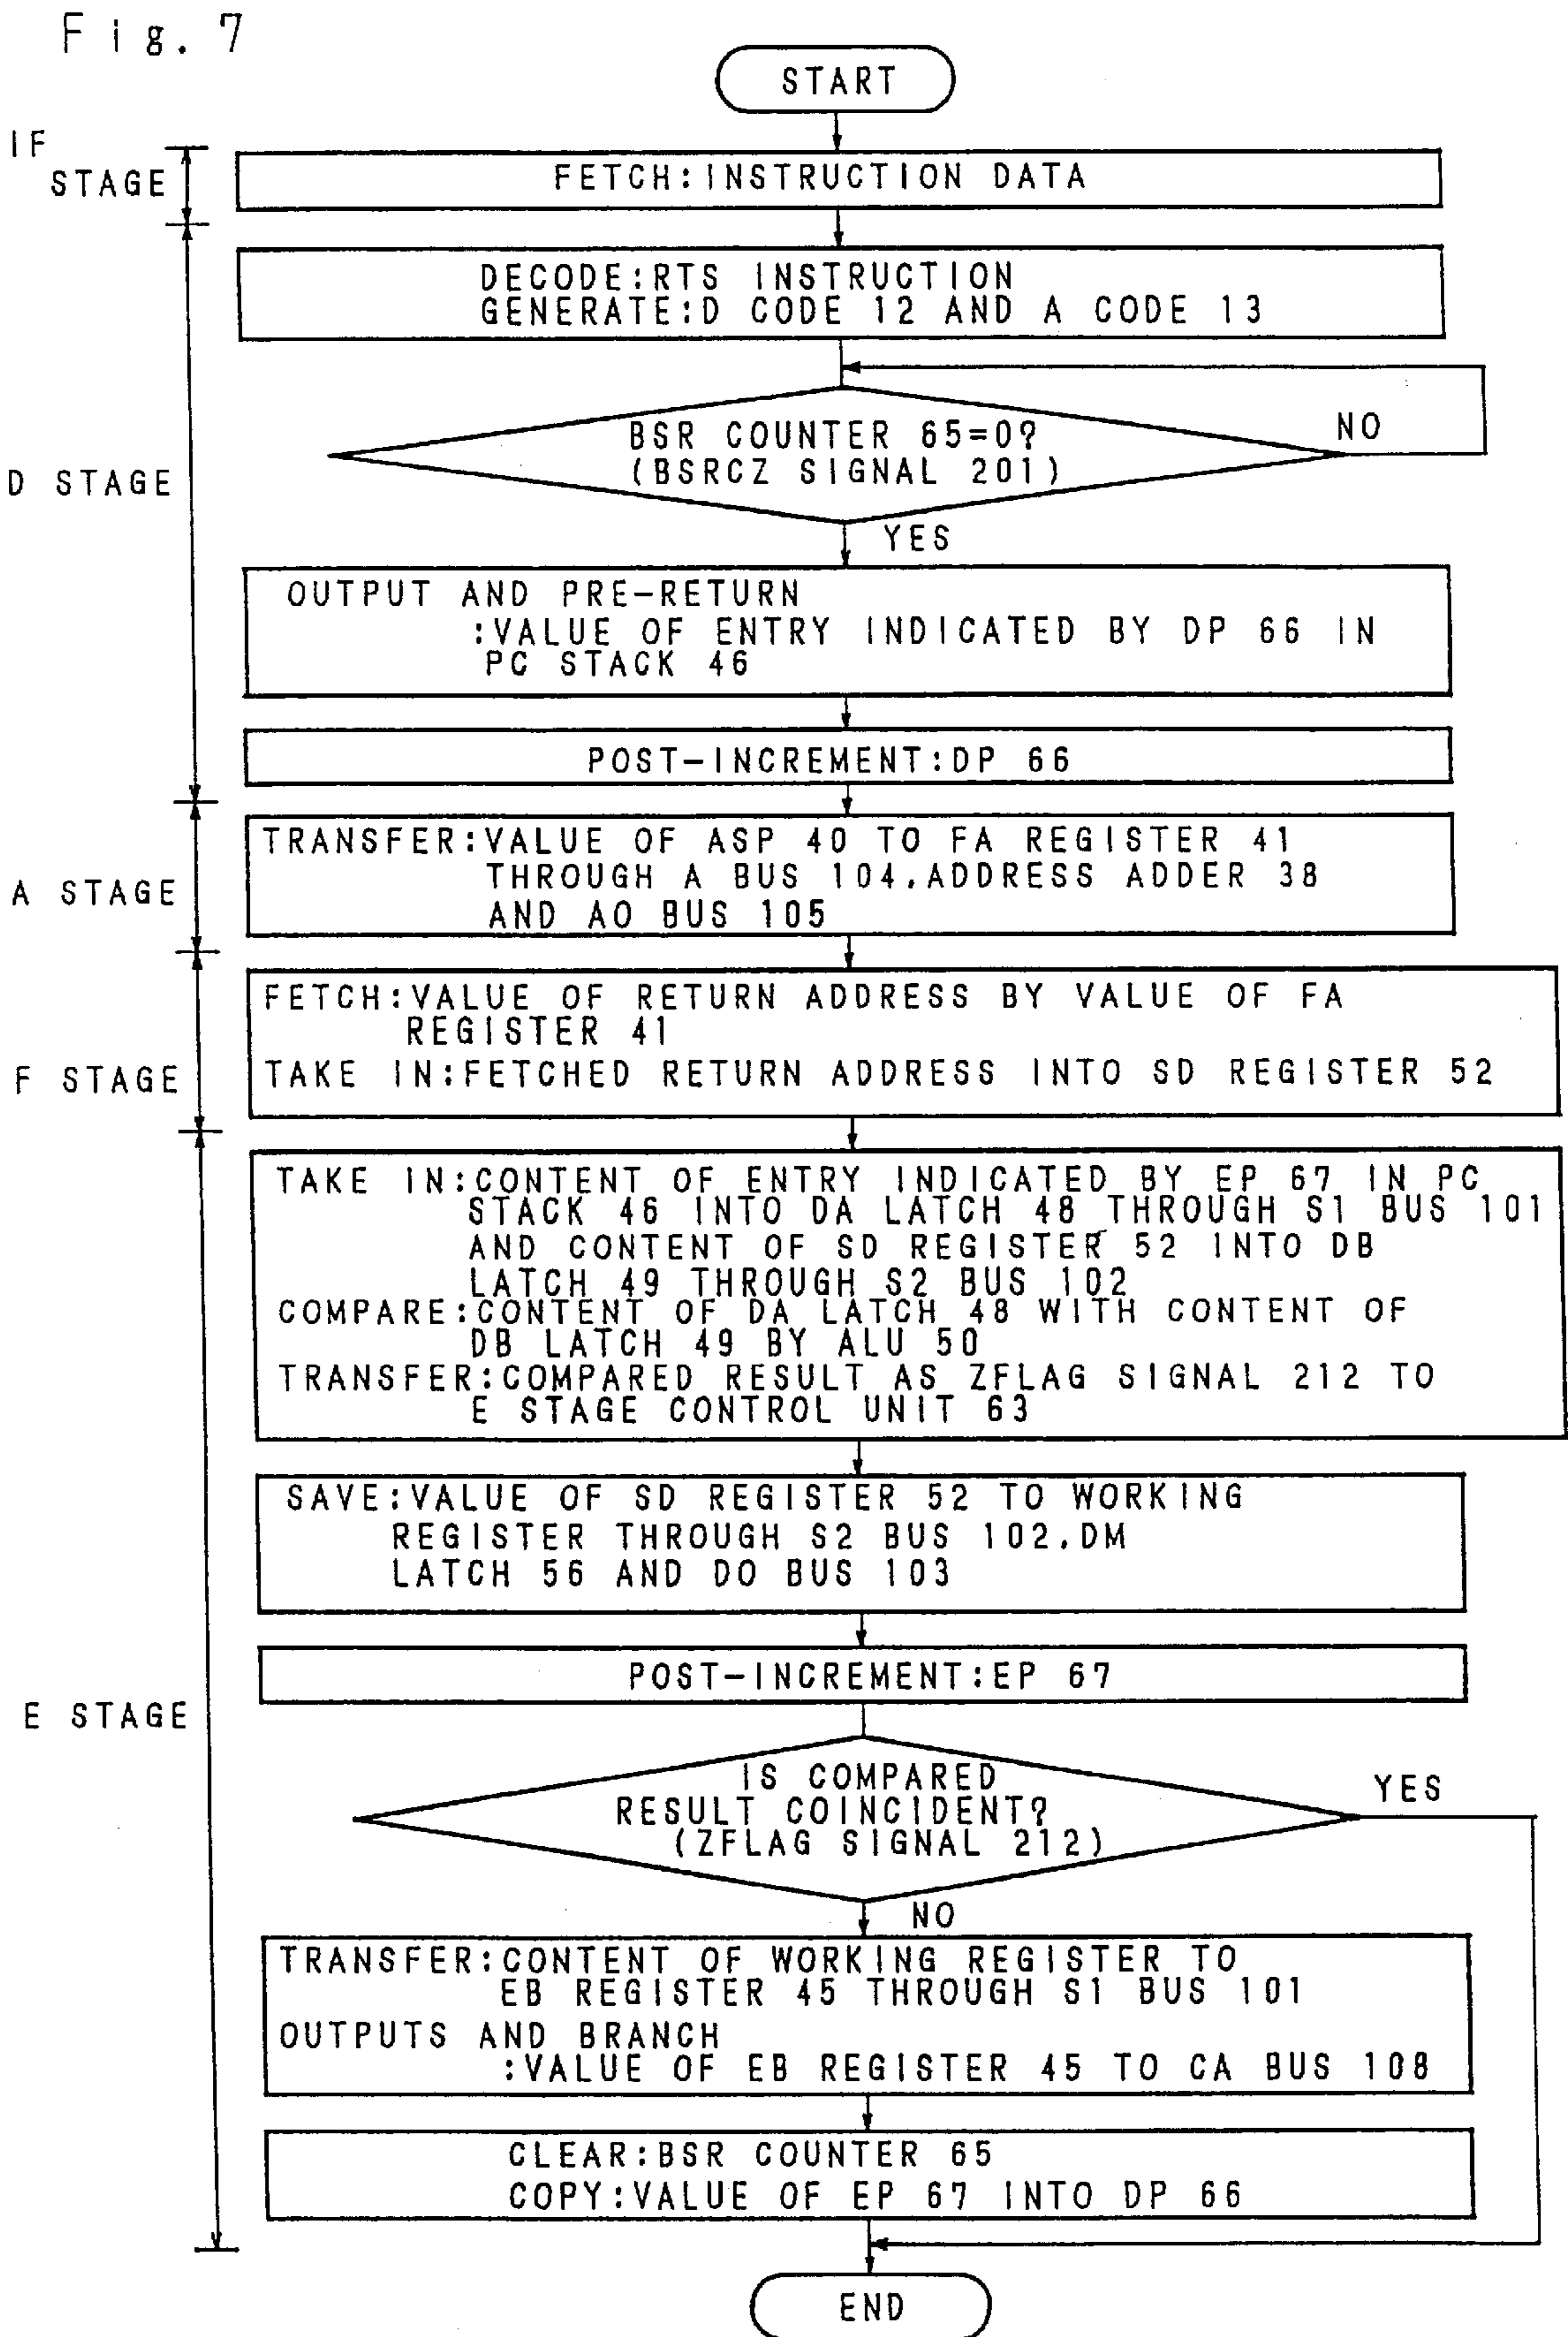 Fig. 7
START
IF
STAGE
FETCH:INSTRUCTION DATA
DECODE:RTS INSTRUCTION
GENERATE:D CODE 12 AND A CODE 13
D STAGE
BSR COUNTER 65=0?
(BSRCZ SIGNAL 201)
NO
YES
OUTPUT AND PRE-RETURN
:VALUE OF ENTRY INDICATED BY DP 66 IN
PC STACK 46
POST-INCREMENT:DP 66
A STAGE
TRANSFER:VALUE OF ASP 40 TO FA REGISTER 41
THROUGH A BUS 104,ADDRESS ADDER 38
AND AO BUS 105
F STAGE
FETCH:VALUE OF RETURN ADDRESS BY VALUE OF FA
REGISTER 41
TAKE IN:FETCHED RETURN ADDRESS INTO SD REGISTER 52
E STAGE
TAKE IN:CONTENT OF ENTRY INDICATED BY EP 67 IN PC
STACK 46 INTO DA LATCH 48 THROUGH S1 BUS 101
AND CONTENT OF SD REGISTER 52 INTO DB
LATCH 49 THROUGH S2 BUS 102
COMPARE:CONTENT OF DA LATCH 48 WITH CONTENT OF
DB LATCH 49 BY ALU 50
TRANSFER:COMPARED RESULT AS ZFLAG SIGNAL 212 TO
E STAGE CONTROL UNIT 63
SAVE:VALUE OF SD REGISTER 52 TO WORKING
REGISTER THROUGH S2 BUS 102,DM
LATCH 56 AND DO BUS 103
POST-INCREMENT:EP 67
IS COMPARED
RESULT COINCIDENT?
(ZFLAG SIGNAL 212)
YES
NO
TRANSFER:CONTENT OF WORKING REGISTER TO
EB REGISTER 45 THROUGH S1 BUS 101
OUTPUTS AND BRANCH
:VALUE OF EB REGISTER 45 TO CA BUS 108
CLEAR:BSR COUNTER 65
COPY:VALUE OF EP 67 INTO DP 66
END